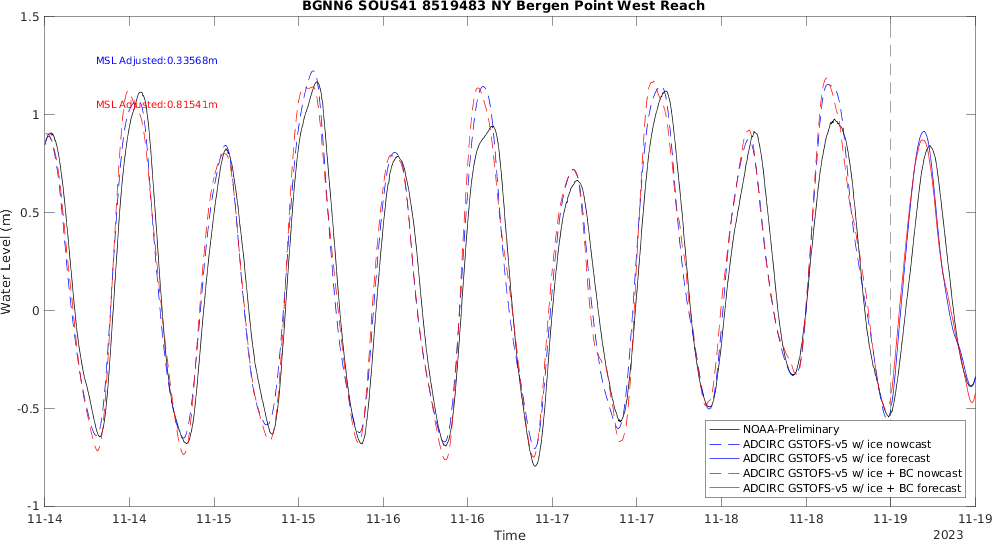 BGNN6 SOUS41 8519483 NY Bergen Point West Reach
Water Level (m)
1.5
1
0.5
0
-0.5
-1
MSL Adjusted:0.33568m
MSL Adjusted:0.81541m
NOAA-Preliminary
ADCIRC GSTOFS-v5 w/ ice nowcast
ADCIRC GSTOFS-v5 w/ ice forecast
ADCIRC GSTOFS-v5 w/ ice + BC nowcast
ADCIRC GSTOFS-v5 w/ ice + BC forecast
11-14 11-14 11-15 11-15 11-16 11-16 11-17 11-17 11-18 11-18 11-19 11-19
Time
2023